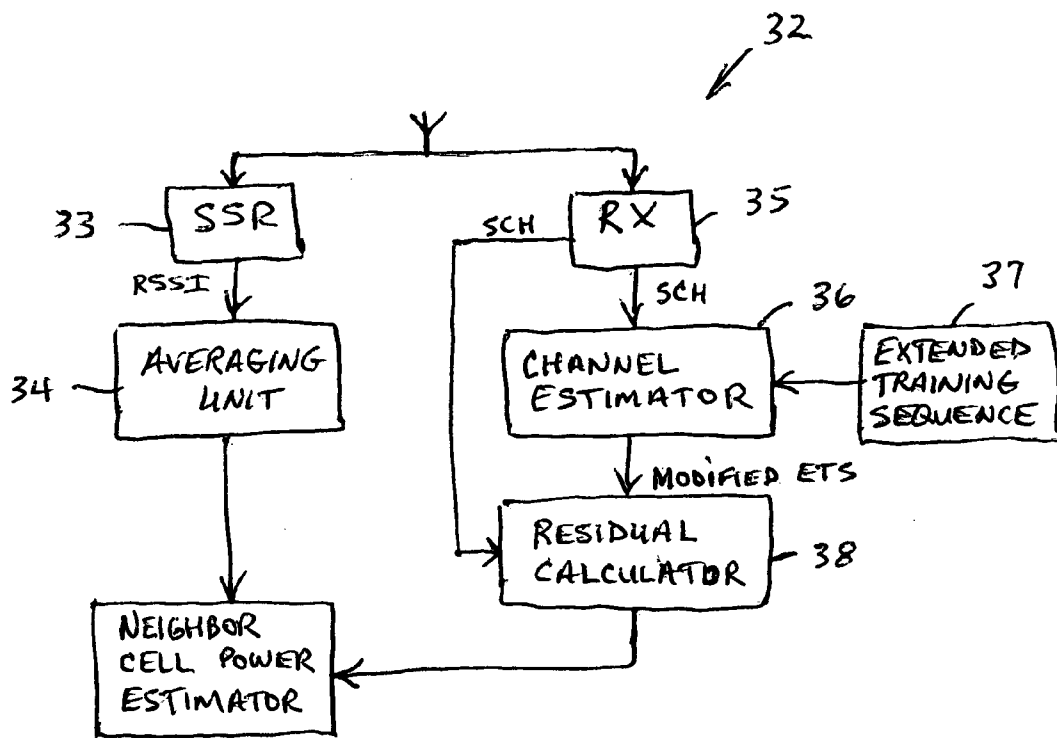 32
33
SSR
SCH
RX
35
RSSI
SCH
36
37
34
AVERAGING
UNIT
CHANNEL
ESTIMATOR
EXTENDED
TRAINING
SEQUENCE
MODIFIED ETS
RESIDUAL
CALCULATOR
38
NEIGHBOR
CELL POWER
ESTIMATOR